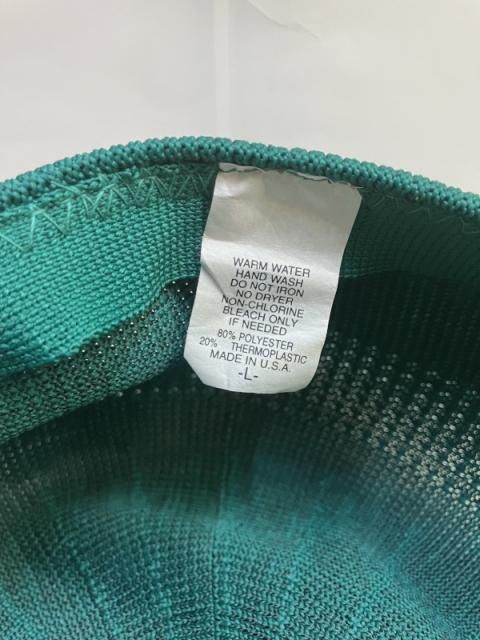 WARM WATER
HAND WASH
DO NOT IRON
NO DRYER
NON-CHLORINE
BLEACH ONLY
IF NEEDED
80% POLYESTER
20% THERMOPLASTIC
MADE IN U.S.A.
-L-